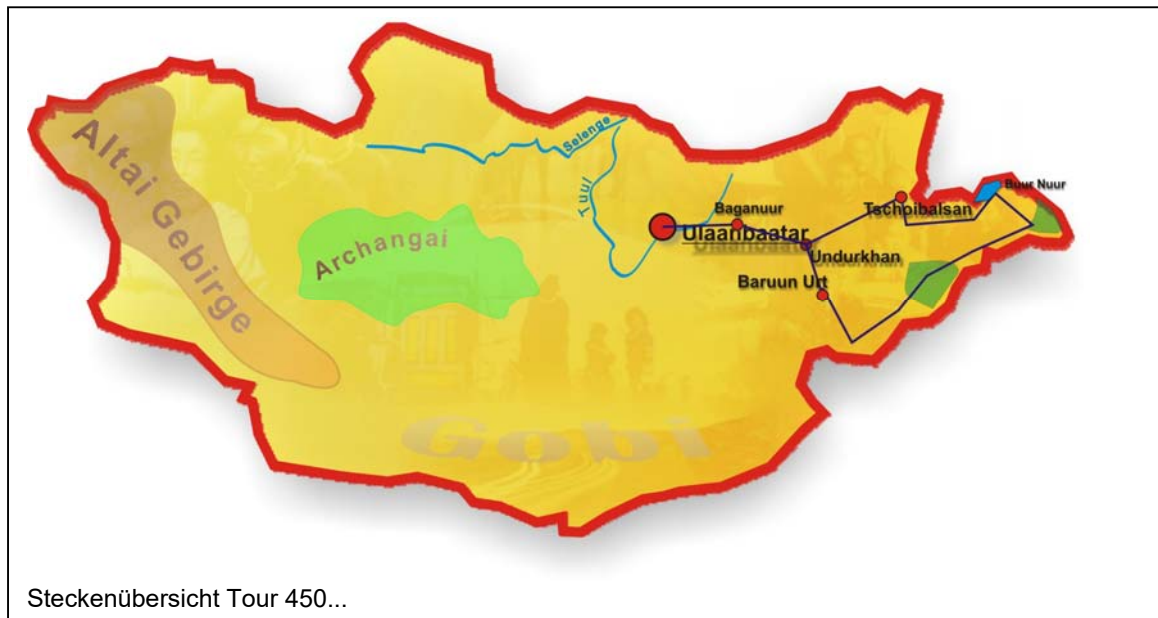 Altai Gebirge
Archangai
Selenge
Tuul
Baganuur
Ulaanbaatar
Undurkhan
Baruun Urt
Tschoibalsan
Buur Nuur
Gobi
Steckenübersicht Tour 450...